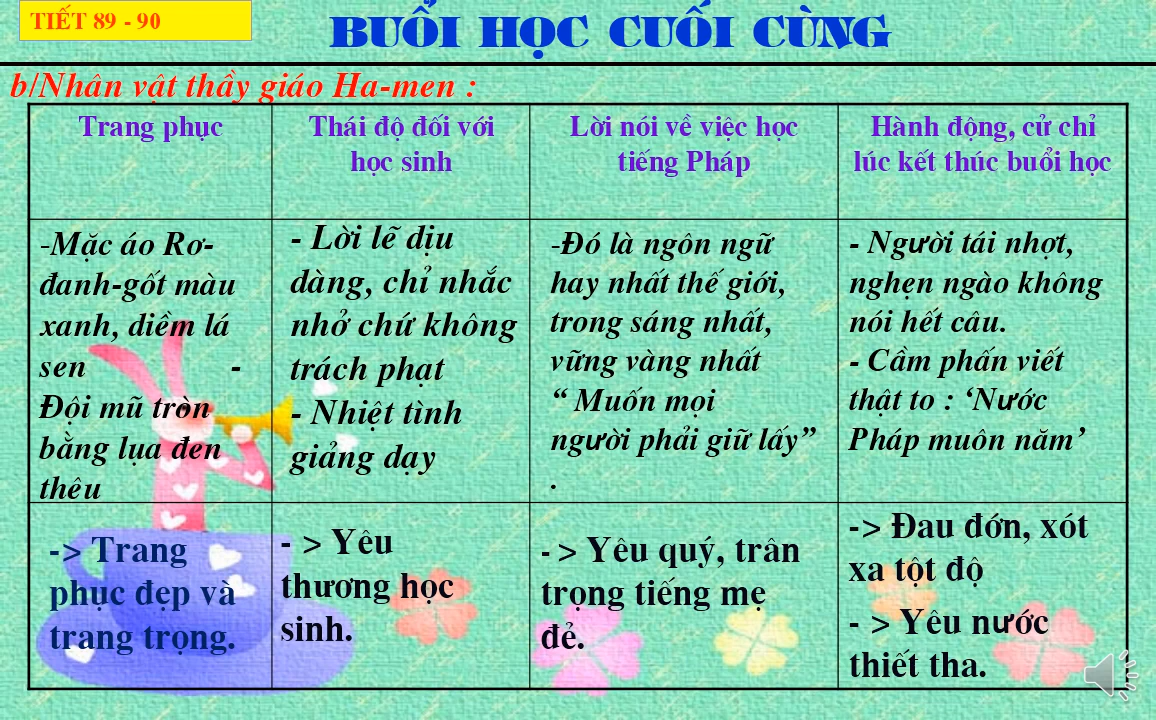 TIẾT 89 - 90
BUỔI HỌC CUỐI CÙNG
b/Nhân vật thầy giáo Ha-men :
Trang phục
Thái độ đối với
học sinh
Lời nói về việc học
tiếng Pháp
Hành động, cử chỉ
lúc kết thúc buổi học
-Mặc áo Rơ-
đanh-gốt màu
xanh, diềm lá
sen -
Đội mũ tròn
bằng lụa đen
thêu
- Lời lẽ dịu
dàng, chỉ nhắc
nhở chứ không
trách phạt
- Nhiệt tình
giảng dạy
-Đó là ngôn ngữ
hay nhất thế giới,
trong sáng nhất,
vững vàng nhất
“ Muốn mọi
người phải giữ lấy”
.
- Người tái nhợt,
nghẹn ngào không
nói hết câu.
- Cầm phấn viết
thật to : ‘Nước
Pháp muôn năm’
-> Trang
phục đẹp và
trang trọng.
- > Yêu
thương học
sinh.
- > Yêu quý, trân
trọng tiếng mẹ
đẻ.
-> Đau đớn, xót
xa tột độ
- > Yêu nước
thiết tha.